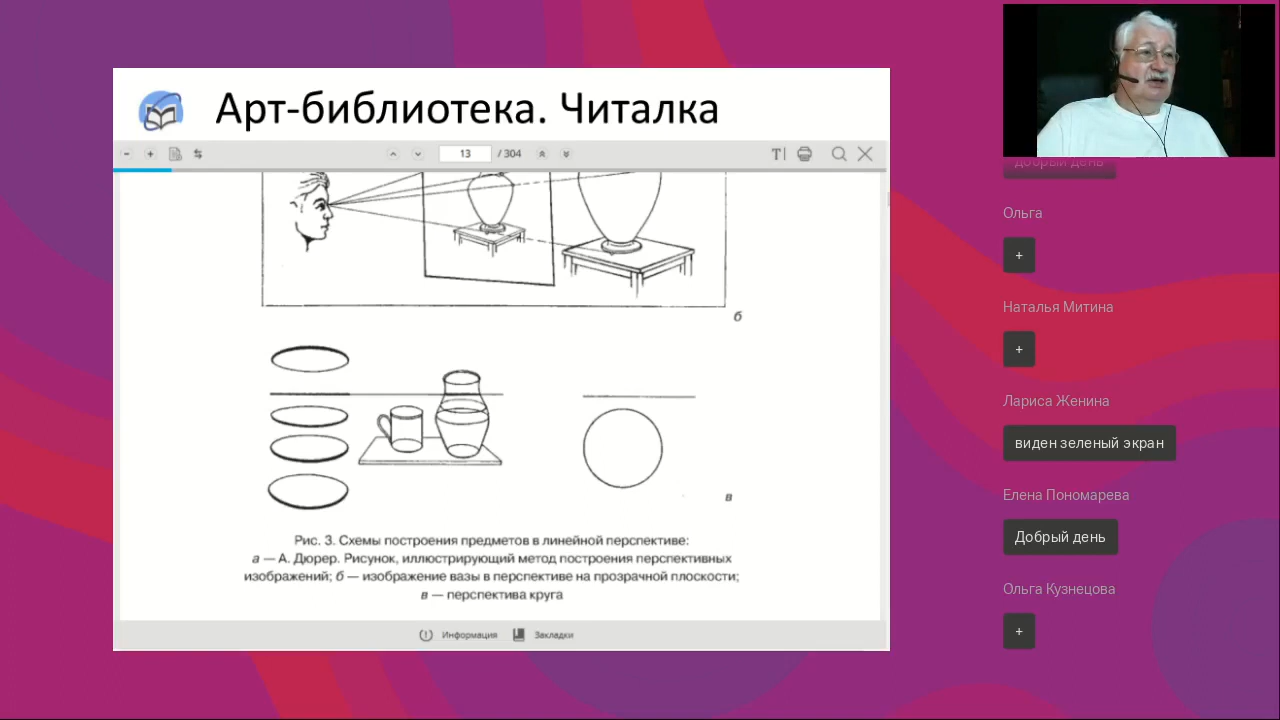 Арт-библиотека. Читалка
13 / 304
T
б
в
Рис. 3. Схемы построения предметов в линейной перспективе:
а — А. Дюрер. Рисунок, иллюстрирующий метод построения перспективных
изображений; б — изображение вазы в перспективе на прозрачной плоскости;
в — перспектива круга
Информация Закладки
добрый день
Ольга
+
Наталья Митина
+
Лариса Женина
виден зеленый экран
Елена Пономарева
Добрый день
Ольга Кузнецова
+